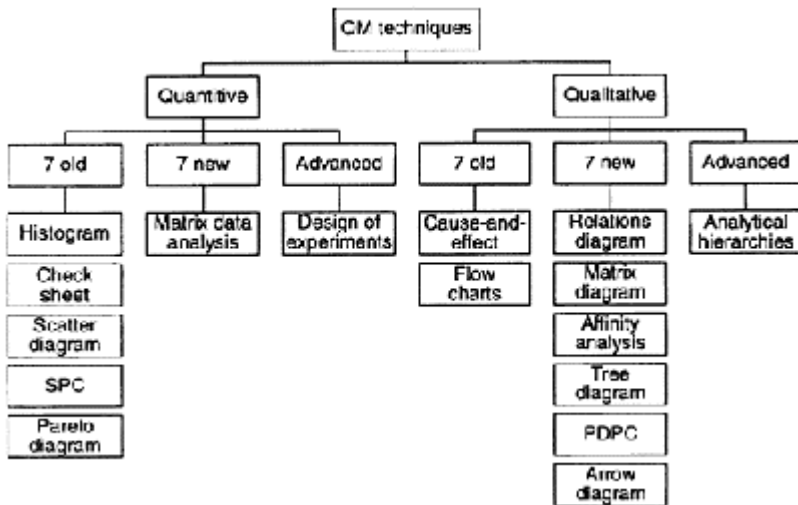 CIM techniques
Quantitive
Qualitative
7 old
7 new
Advanced
7 old
7 new
Advanced
Histogram
Matrix data
analysis
Design of
experiments
Cause-and-
effect
Relations
diagram
Analytical
hierarchies
Check
sheet
Flow
charts
Matrix
diagram
Scatter
diagram
Affinity
analysis
SPC
Tree
diagram
Pareto
diagram
PDPC
Arrow
diagram